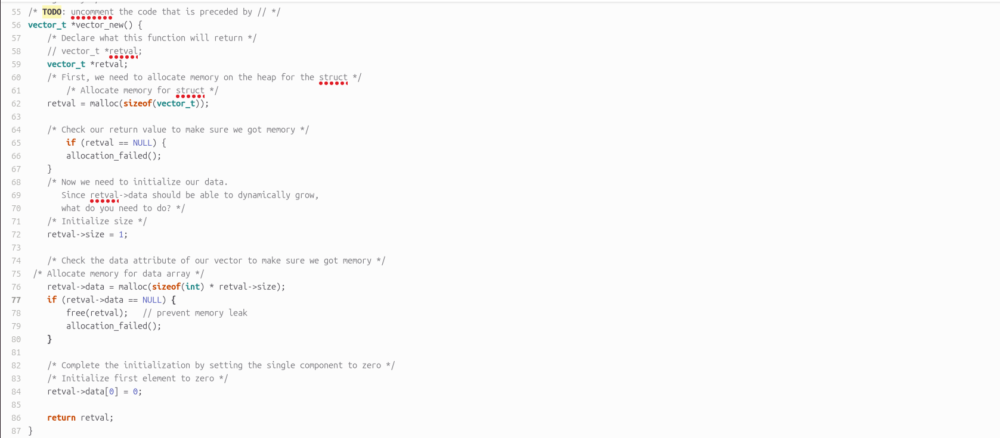 55 /* TODO: uncomment the code that is preceded by // */
56 vector_t *vector_new() {
57     /* Declare what this function will return */
58     // vector_t *retval;
59     vector_t *retval;
60     /* First, we need to allocate memory on the heap for the struct */
61         /* Allocate memory for struct */
62     retval = malloc(sizeof(vector_t));
63
64     /* Check our return value to make sure we got memory */
65         if (retval == NULL) {
66         allocation_failed();
67     }
68     /* Now we need to initialize our data.
69        Since retval->data should be able to dynamically grow,
70        what do you need to do? */
71     /* Initialize size */
72     retval->size = 1;
73
74     /* Check the data attribute of our vector to make sure we got memory */
75  /* Allocate memory for data array */
76     retval->data = malloc(sizeof(int) * retval->size);
77     if (retval->data == NULL) {
78         free(retval);   // prevent memory leak
79         allocation_failed();
80     }
81
82     /* Complete the initialization by setting the single component to zero */
83     /* Initialize first element to zero */
84     retval->data[0] = 0;
85
86     return retval;
87 }